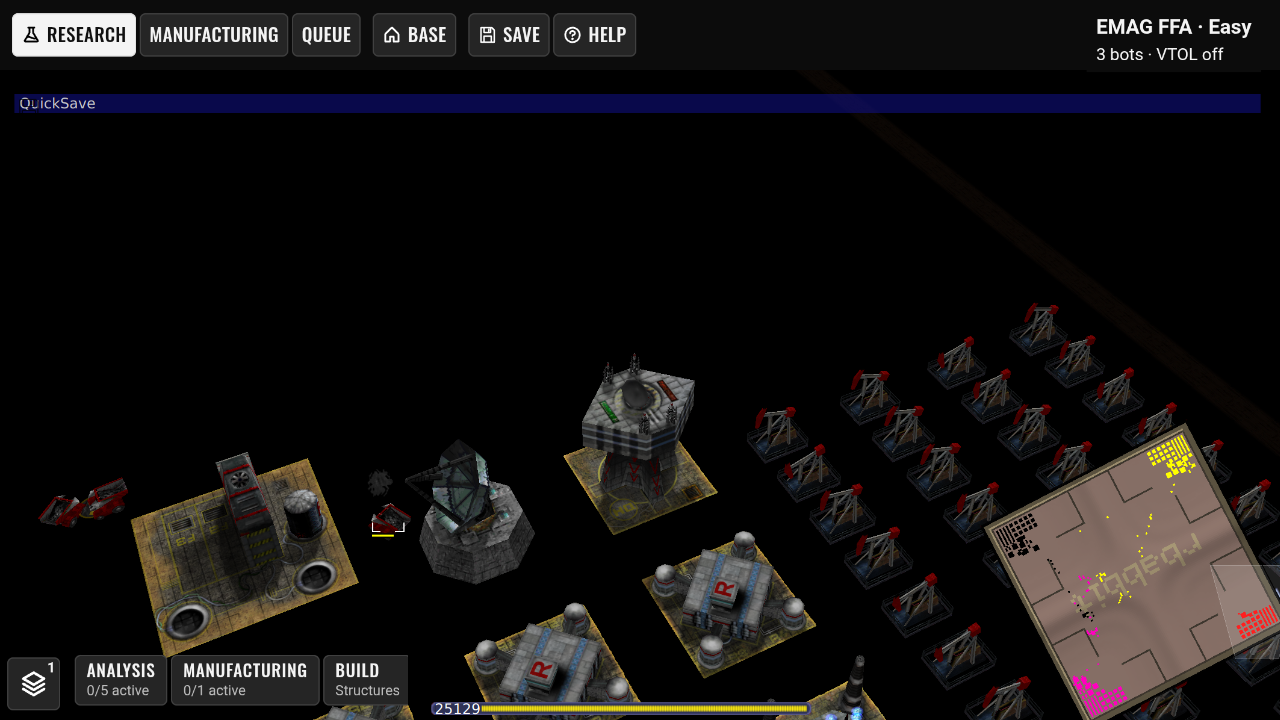 RESEARCH
MANUFACTURING
QUEUE
BASE
SAVE
HELP
EMAG FFA · Easy
3 bots · VTOL off
QuickSave
R
R
1
ANALYSIS
0/5 active
MANUFACTURING
0/1 active
BUILD
Structures
25129